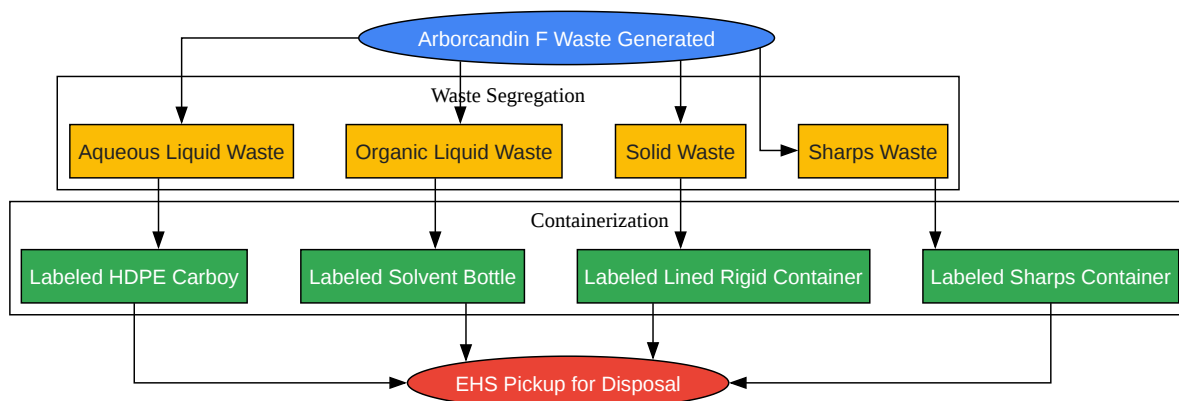 Arborcandin F Waste Generated
Waste Segregation
Aqueous Liquid Waste
Organic Liquid Waste
Solid Waste
Sharps Waste
Containerization
Labeled HDPE Carboy
Labeled Solvent Bottle
Labeled Lined Rigid Container
Labeled Sharps Container
EHS Pickup for Disposal